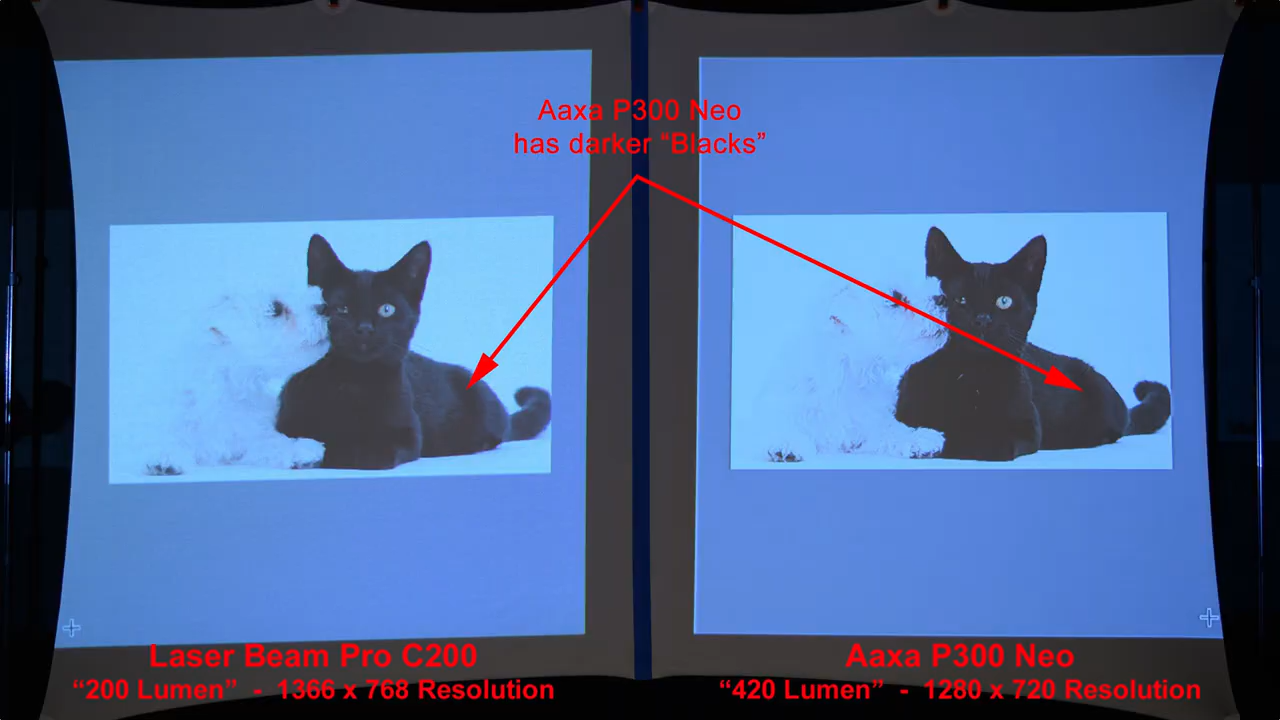 Aaxa P300 Neo
has darker “Blacks”
Laser Beam Pro C200
“200 Lumen” - 1366 x 768 Resolution
Aaxa P300 Neo
“420 Lumen” - 1280 x 720 Resolution